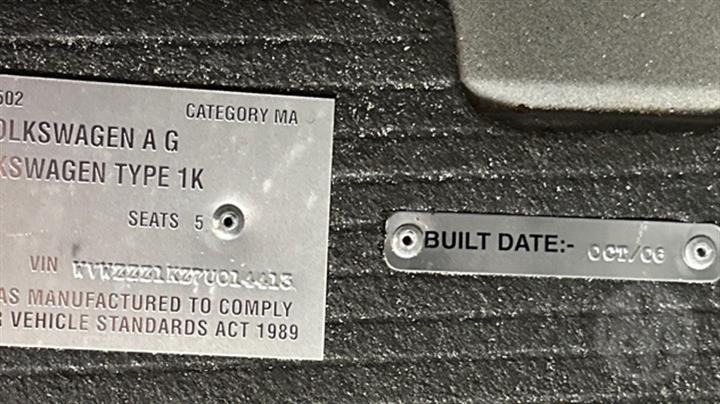 502
CATEGORY MA
OLKSWAGEN A G
KSWAGEN TYPE 1K
SEATS 5
VIN WVWZZZ1KZ7U014413
AS MANUFACTURED TO COMPLY
R VEHICLE STANDARDS ACT 1989
BUILT DATE:- OCT/06